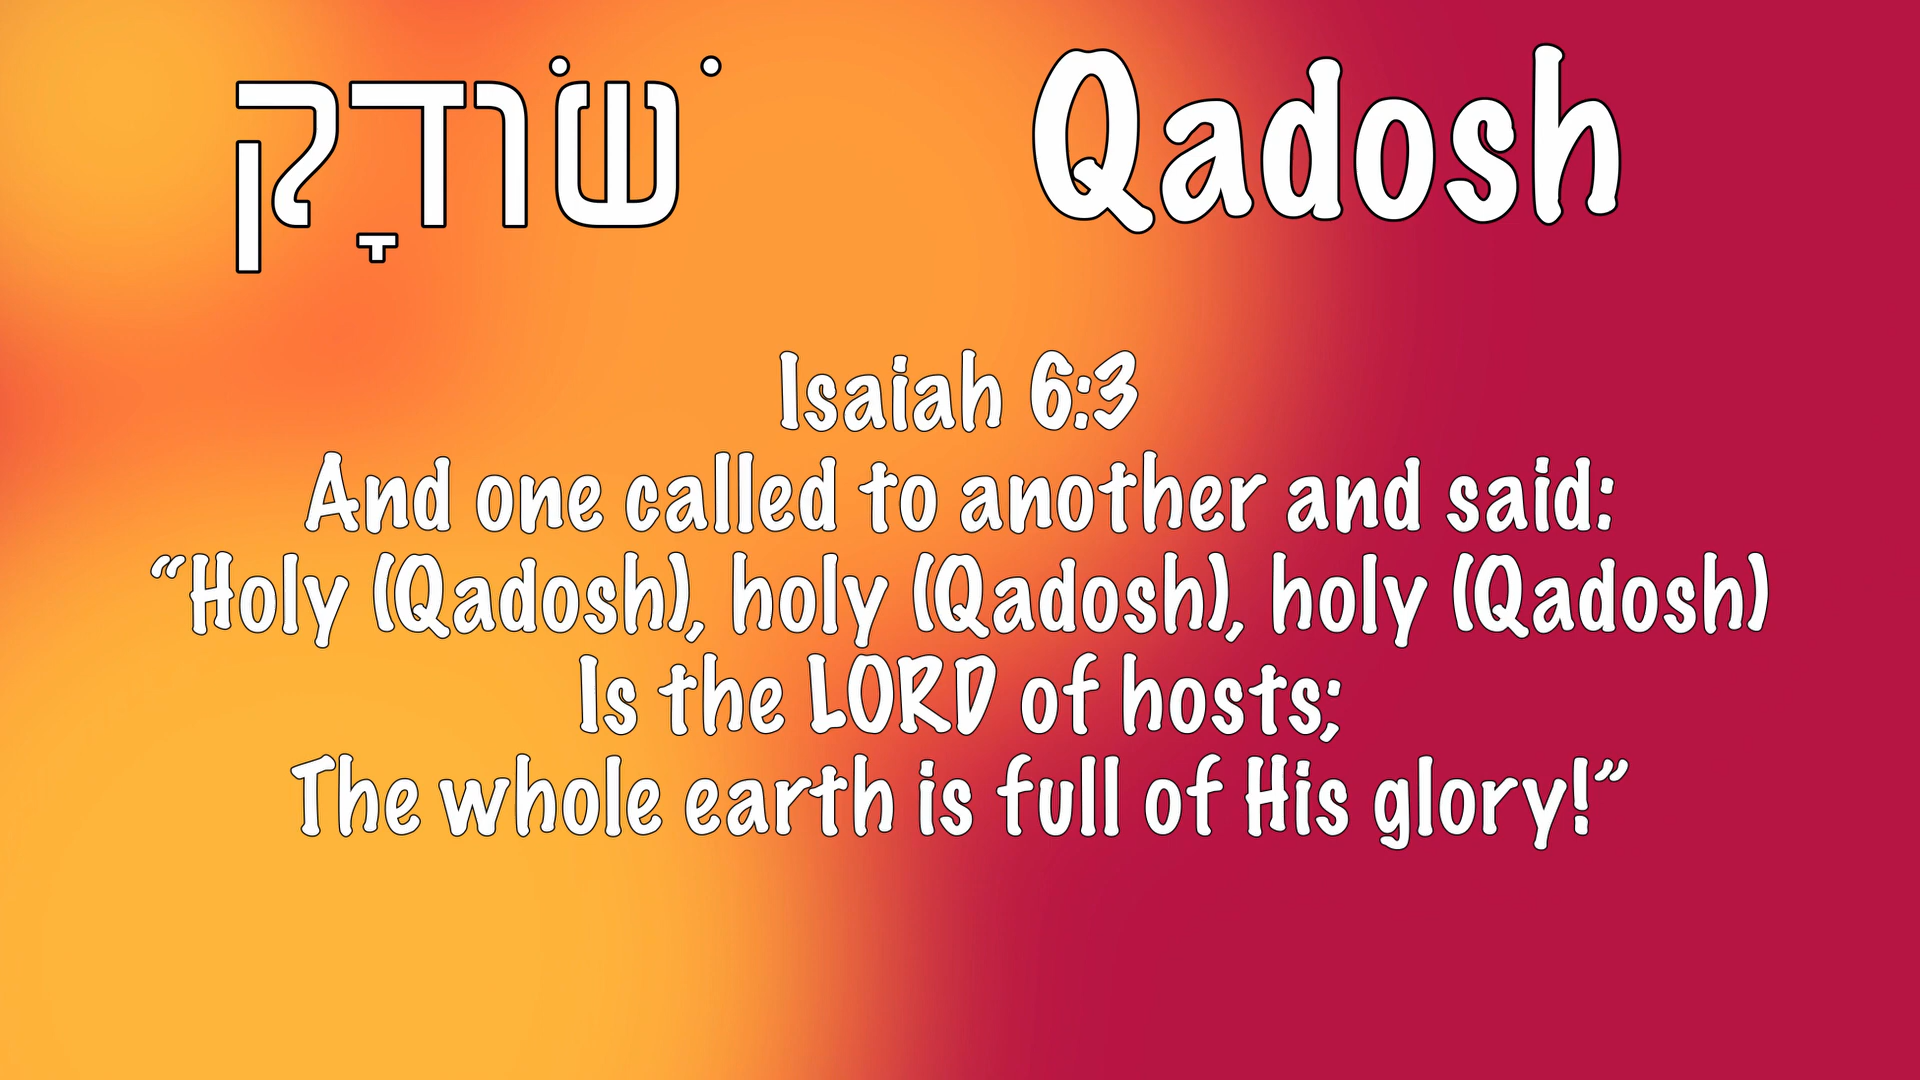 שֹׁודָק Qadosh
Isaiah 6:3
And one called to another and said:
“Holy (Qadosh), holy (Qadosh), holy (Qadosh)
Is the LORD of hosts;
The whole earth is full of His glory!”